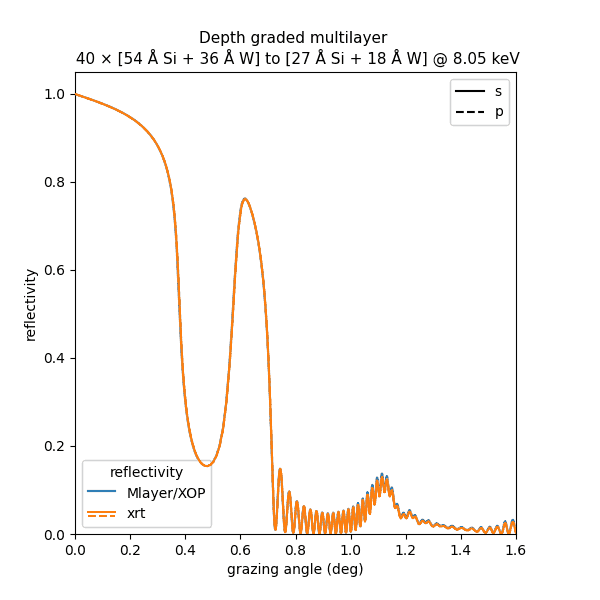 Depth graded multilayer
40 × [54 Å Si + 36 Å W] to [27 Å Si + 18 Å W] @ 8.05 keV
s
p
reflectivity
1.0
0.8
0.6
0.4
0.2
0.0
reflectivity
Mlayer/XOP
xrt
0.0 0.2 0.4 0.6 0.8 1.0 1.2 1.4 1.6
grazing angle (deg)